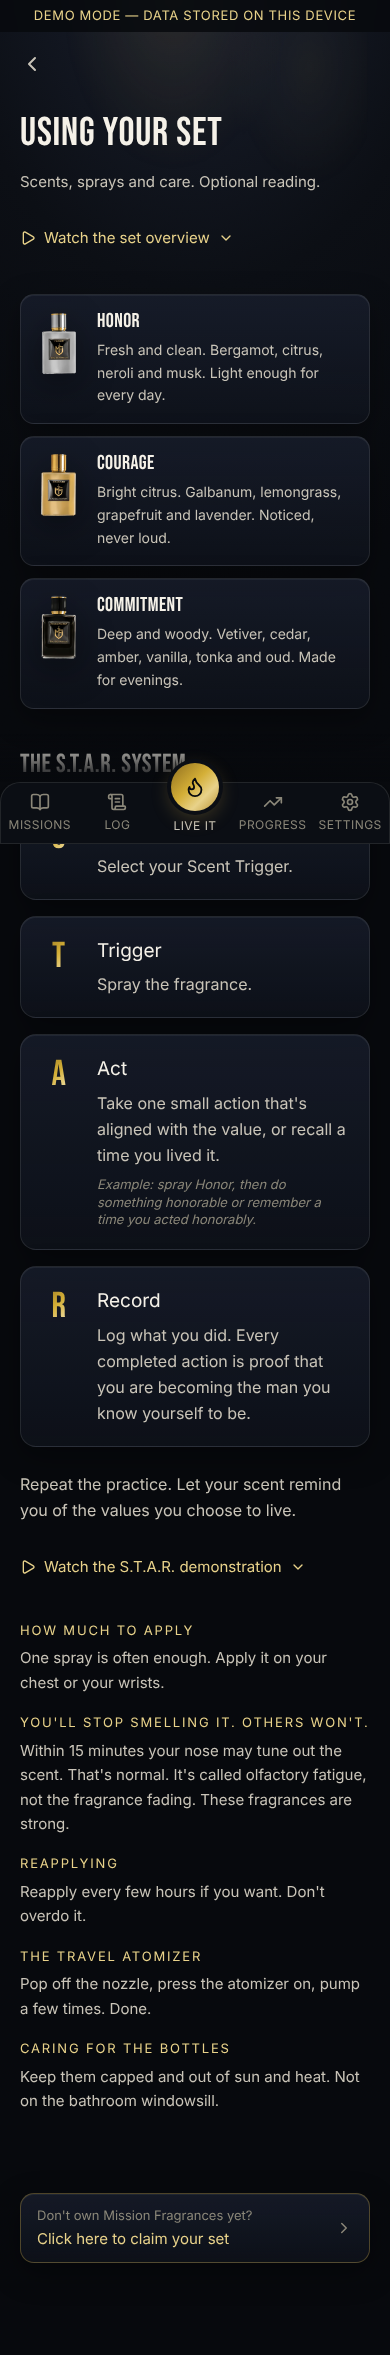 DEMO MODE — DATA STORED ON THIS DEVICE
USING YOUR SET
Scents, sprays and care. Optional reading.
Watch the set overview
HONOR
Fresh and clean. Bergamot, citrus,
neroli and musk. Light enough for
every day.
COURAGE
Bright citrus. Galbanum, lemongrass,
grapefruit and lavender. Noticed,
never loud.
COMMITMENT
Deep and woody. Vetiver, cedar,
amber, vanilla, tonka and oud. Made
for evenings.
THE S.T.A.R. SYSTEM
MISSIONS
LOG
LIVE IT
PROGRESS
SETTINGS
Select your Scent Trigger.
T
Trigger
Spray the fragrance.
A
Act
Take one small action that's
aligned with the value, or recall a
time you lived it.
Example: spray Honor, then do
something honorable or remember a
time you acted honorably.
R
Record
Log what you did. Every
completed action is proof that
you are becoming the man you
know yourself to be.
Repeat the practice. Let your scent remind
you of the values you choose to live.
Watch the S.T.A.R. demonstration
HOW MUCH TO APPLY
One spray is often enough. Apply it on your
chest or your wrists.
YOU'LL STOP SMELLING IT. OTHERS WON'T.
Within 15 minutes your nose may tune out the
scent. That's normal. It's called olfactory fatigue,
not the fragrance fading. These fragrances are
strong.
REAPPLYING
Reapply every few hours if you want. Don't
overdo it.
THE TRAVEL ATOMIZER
Pop off the nozzle, press the atomizer on, pump
a few times. Done.
CARING FOR THE BOTTLES
Keep them capped and out of sun and heat. Not
on the bathroom windowsill.
Don't own Mission Fragrances yet?
Click here to claim your set